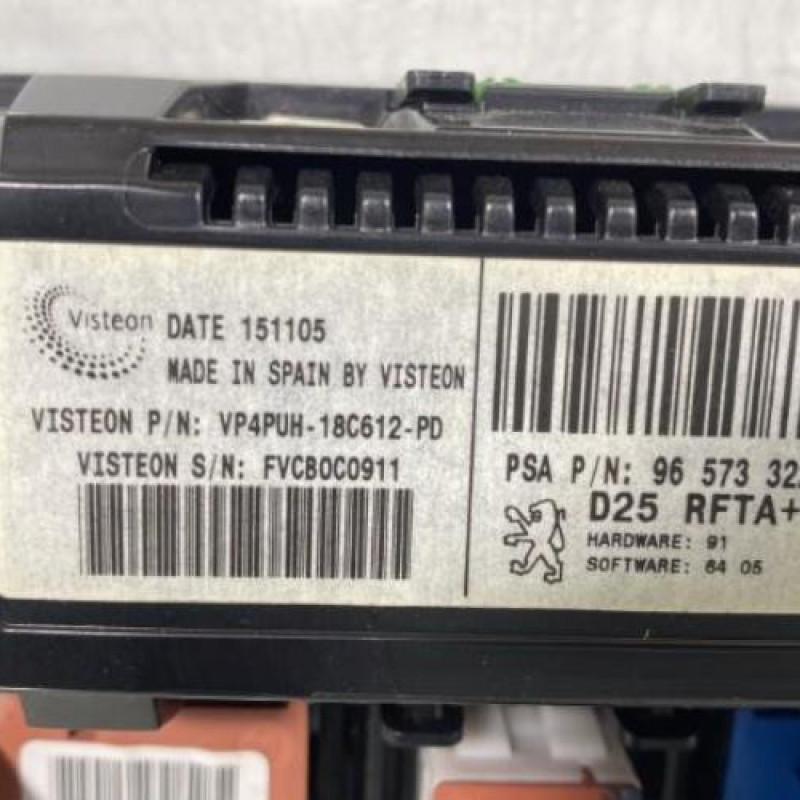 Visteon
DATE 151105
MADE IN SPAIN BY VISTEON
VISTEON P/N: VP4PUH-18C612-PD
VISTEON S/N: FVCB0C0911
PSA P/N: 96 573 32
D25 RFTA+
HARDWARE: 91
SOFTWARE: 64 05